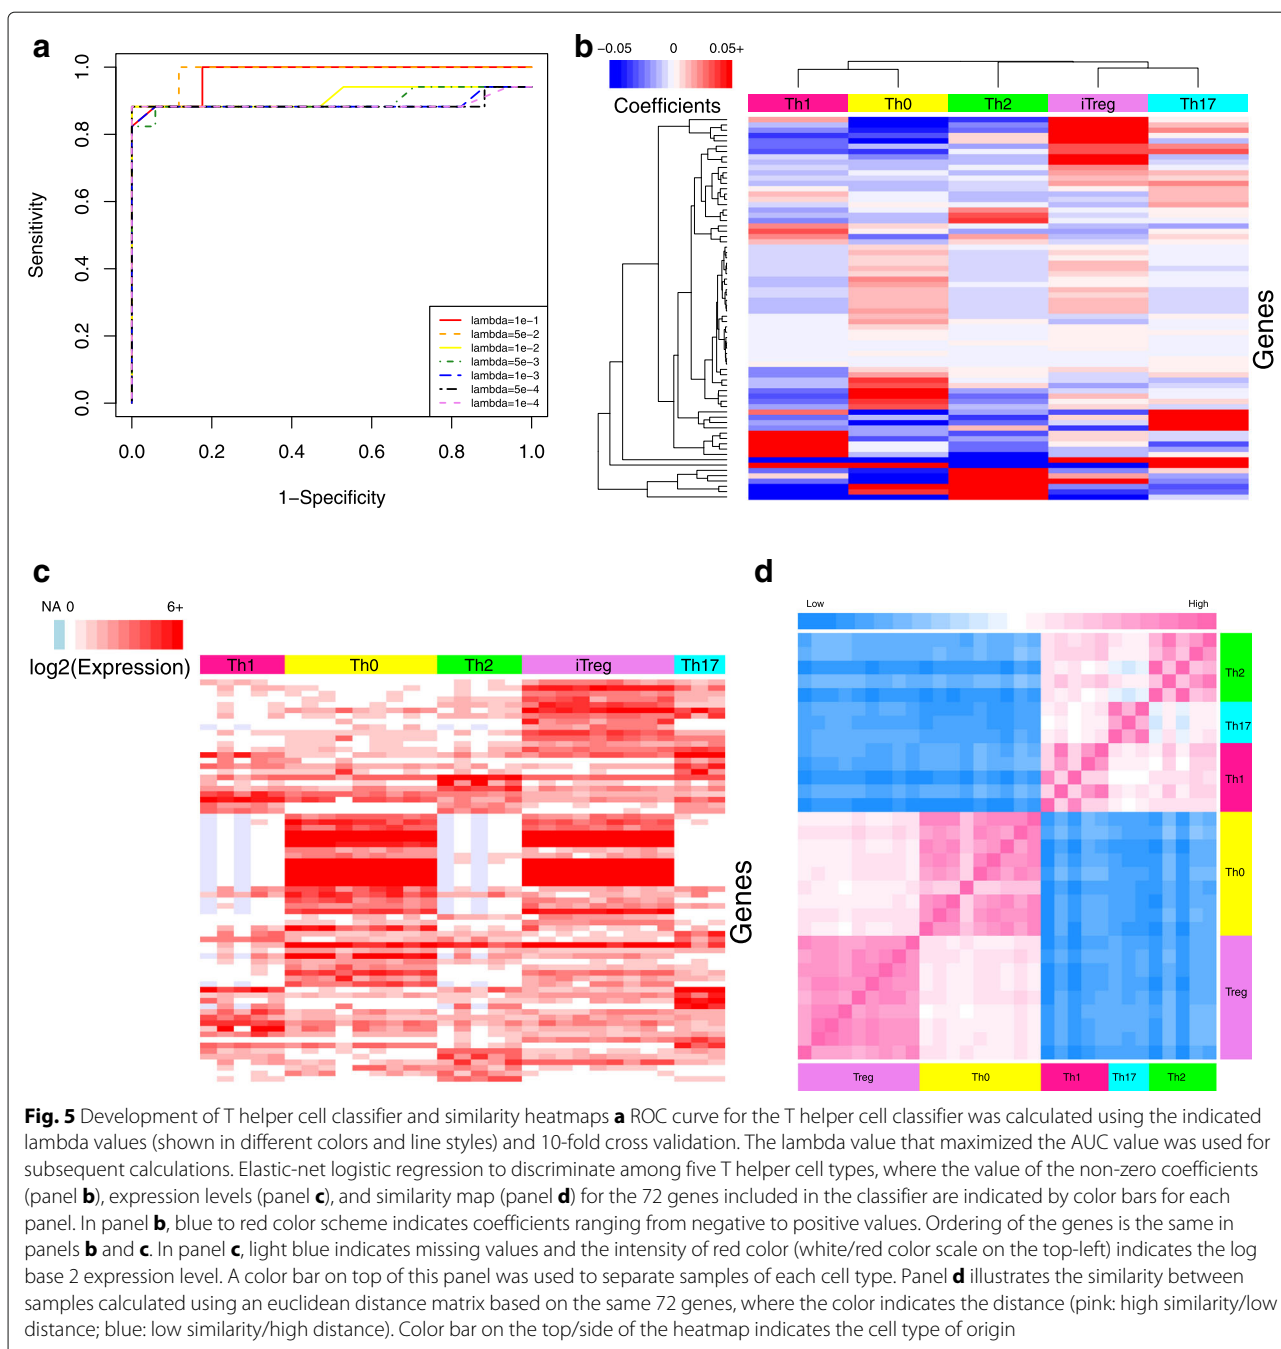 a
1.0
0.8
0.6
0.4
0.2
0.0
Sensitivity
0.0 0.2 0.4 0.6 0.8 1.0
1−Specificity
lambda=1e−1
lambda=5e−2
lambda=1e−2
lambda=5e−3
lambda=1e−3
lambda=5e−4
lambda=1e−4
b
−0.05 0 0.05+
Coefficients
Th1 Th0 Th2 iTreg Th17
Genes
c
NA 0 6+
log2(Expression)
Th1 Th0 Th2 iTreg Th17
Genes
d
Low High
Th2
Th17
Th1
Th0
Treg
Treg Th0 Th1 Th17 Th2
Fig. 5 Development of T helper cell classifier and similarity heatmaps a ROC curve for the T helper cell classifier was calculated using the indicated
lambda values (shown in different colors and line styles) and 10-fold cross validation. The lambda value that maximized the AUC value was used for
subsequent calculations. Elastic-net logistic regression to discriminate among five T helper cell types, where the value of the non-zero coefficients
(panel b), expression levels (panel c), and similarity map (panel d) for the 72 genes included in the classifier are indicated by color bars for each
panel. In panel b, blue to red color scheme indicates coefficients ranging from negative to positive values. Ordering of the genes is the same in
panels b and c. In panel c, light blue indicates missing values and the intensity of red color (white/red color scale on the top-left) indicates the log
base 2 expression level. A color bar on top of this panel was used to separate samples of each cell type. Panel d illustrates the similarity between
samples calculated using an euclidean distance matrix based on the same 72 genes, where the color indicates the distance (pink: high similarity/low
distance; blue: low similarity/high distance). Color bar on the top/side of the heatmap indicates the cell type of origin